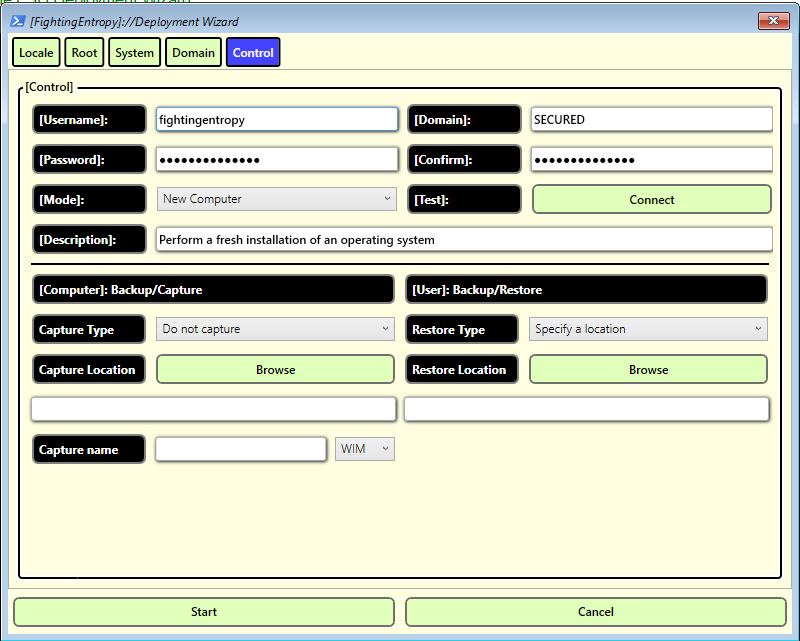 [FightingEntropy]://Deployment Wizard
Locale Root System Domain Control
[Control]
[Username]: fightingentropy [Domain]: SECURED
[Password]: ●●●●●●●●●●●●●● [Confirm]: ●●●●●●●●●●●●●●
[Mode]: New Computer [Test]: Connect
[Description]: Perform a fresh installation of an operating system
[Computer]: Backup/Capture [User]: Backup/Restore
Capture Type Do not capture Restore Type Specify a location
Capture Location Browse Restore Location Browse
Capture name WIM
Start Cancel